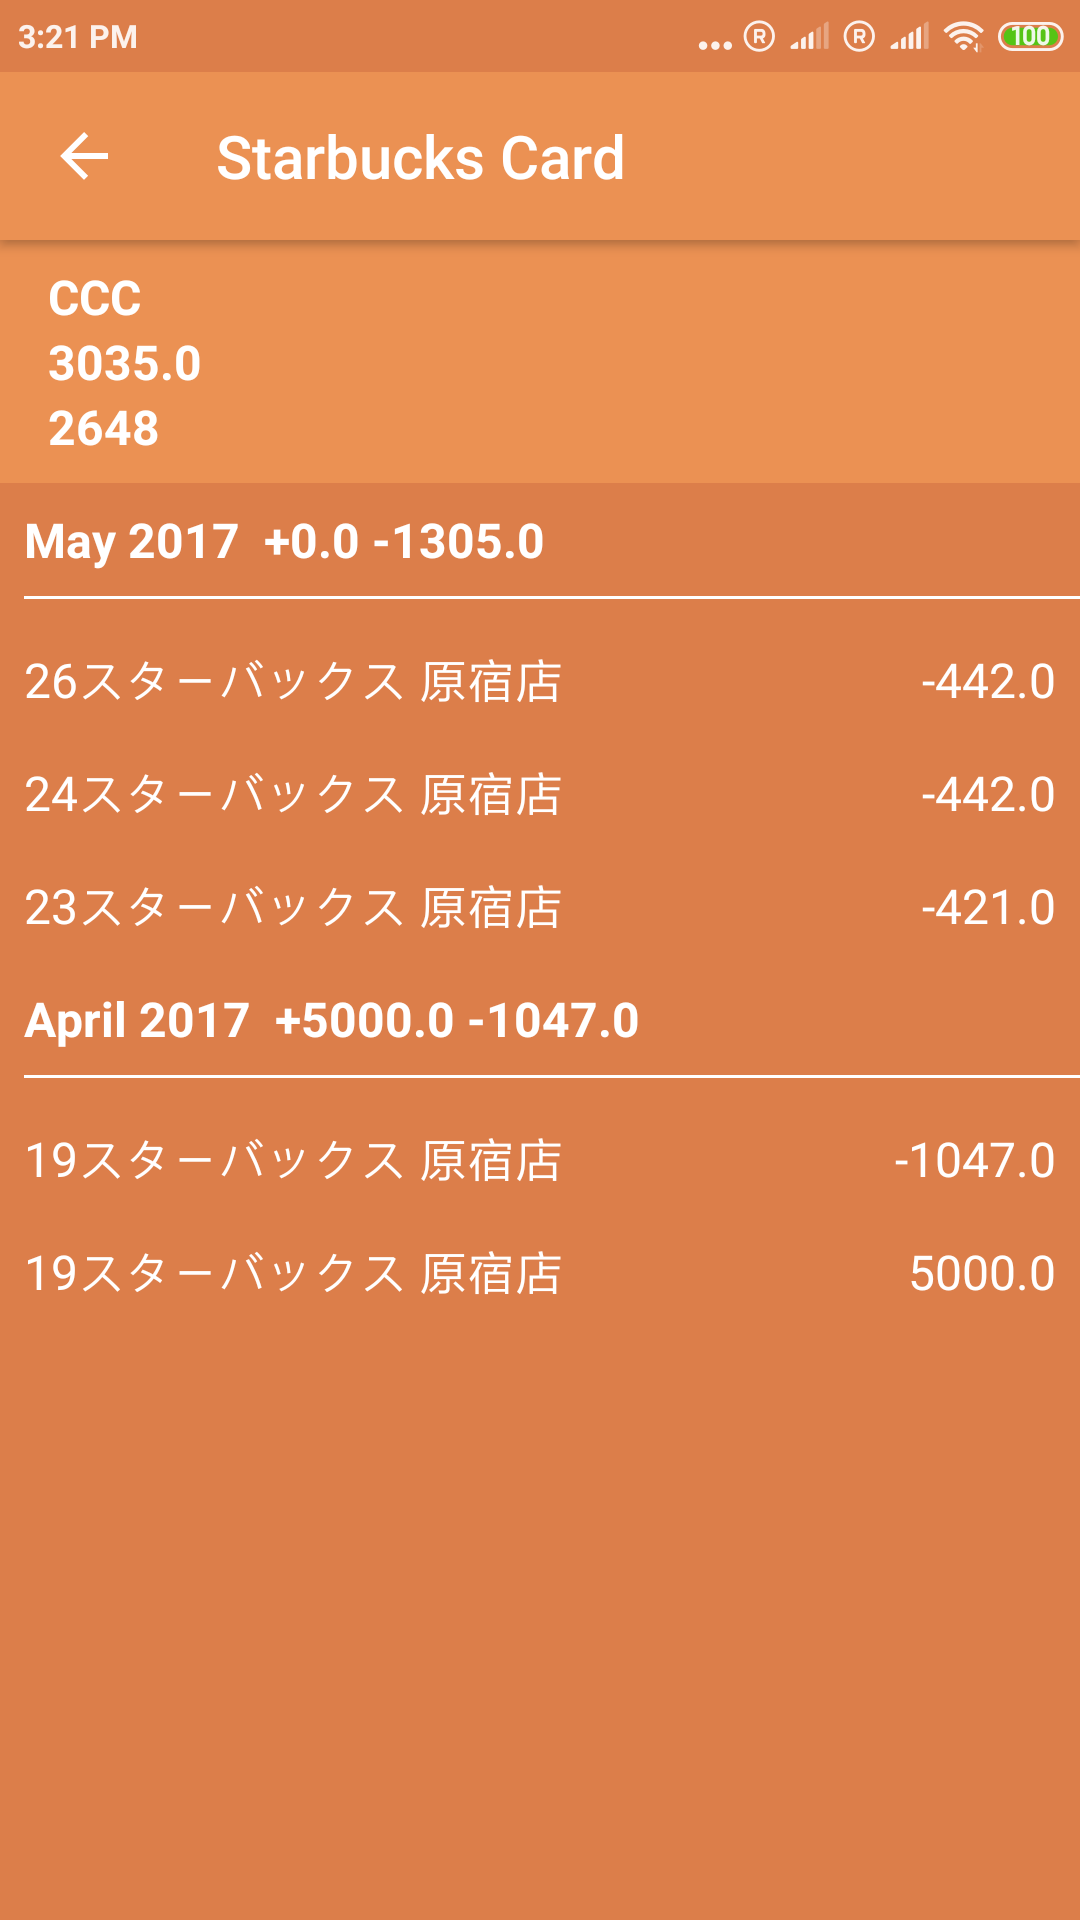 3:21 PM
... R R 100
Starbucks Card
CCC
3035.0
2648
May 2017 +0.0 -1305.0
26スターバックス 原宿店 -442.0
24スターバックス 原宿店 -442.0
23スターバックス 原宿店 -421.0
April 2017 +5000.0 -1047.0
19スターバックス 原宿店 -1047.0
19スターバックス 原宿店 5000.0